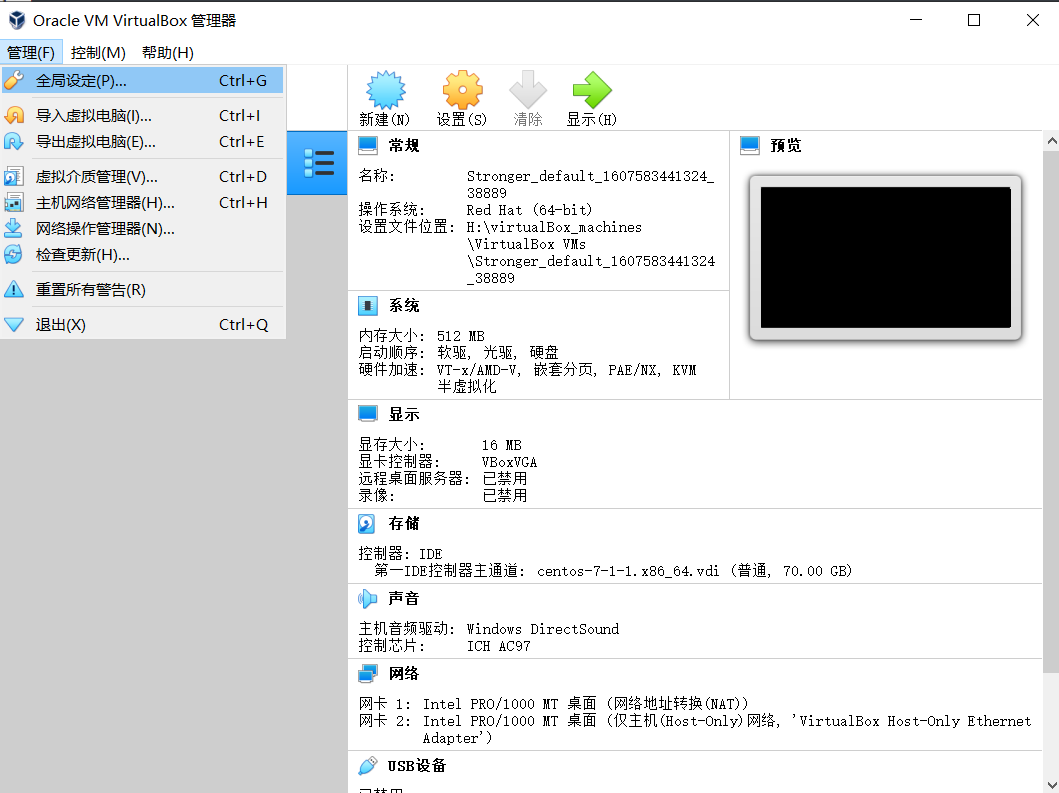 Oracle VM VirtualBox 管理器
管理(F) 控制(M) 帮助(H)
全局设定(P)... Ctrl+G
导入虚拟电脑(I)... Ctrl+I
导出虚拟电脑(E)... Ctrl+E
虚拟介质管理(V)... Ctrl+D
主机网络管理器(H)... Ctrl+H
网络操作管理器(N)...
检查更新(H)...
重置所有警告(R)
退出(X) Ctrl+Q
新建(N) 设置(S) 清除 显示(H)
常规
名称: Stronger_default_1607583441324_
38889
操作系统: Red Hat (64-bit)
设置文件位置: H:\virtualBox_machines
\VirtualBox VMs
\Stronger_default_1607583441324
_38889
预览
系统
内存大小: 512 MB
启动顺序: 软驱, 光驱, 硬盘
硬件加速: VT-x/AMD-V, 嵌套分页, PAE/NX, KVM
半虚拟化
显示
显存大小: 16 MB
显卡控制器: VBoxVGA
远程桌面服务器: 已禁用
录像: 已禁用
存储
控制器: IDE
第一IDE控制器主通道: centos-7-1-1.x86_64.vdi (普通, 70.00 GB)
声音
主机音频驱动: Windows DirectSound
控制芯片: ICH AC97
网络
网卡 1: Intel PRO/1000 MT 桌面 (网络地址转换(NAT))
网卡 2: Intel PRO/1000 MT 桌面 (仅主机(Host-Only)网络, 'VirtualBox Host-Only Ethernet
Adapter')
USB设备
已禁用